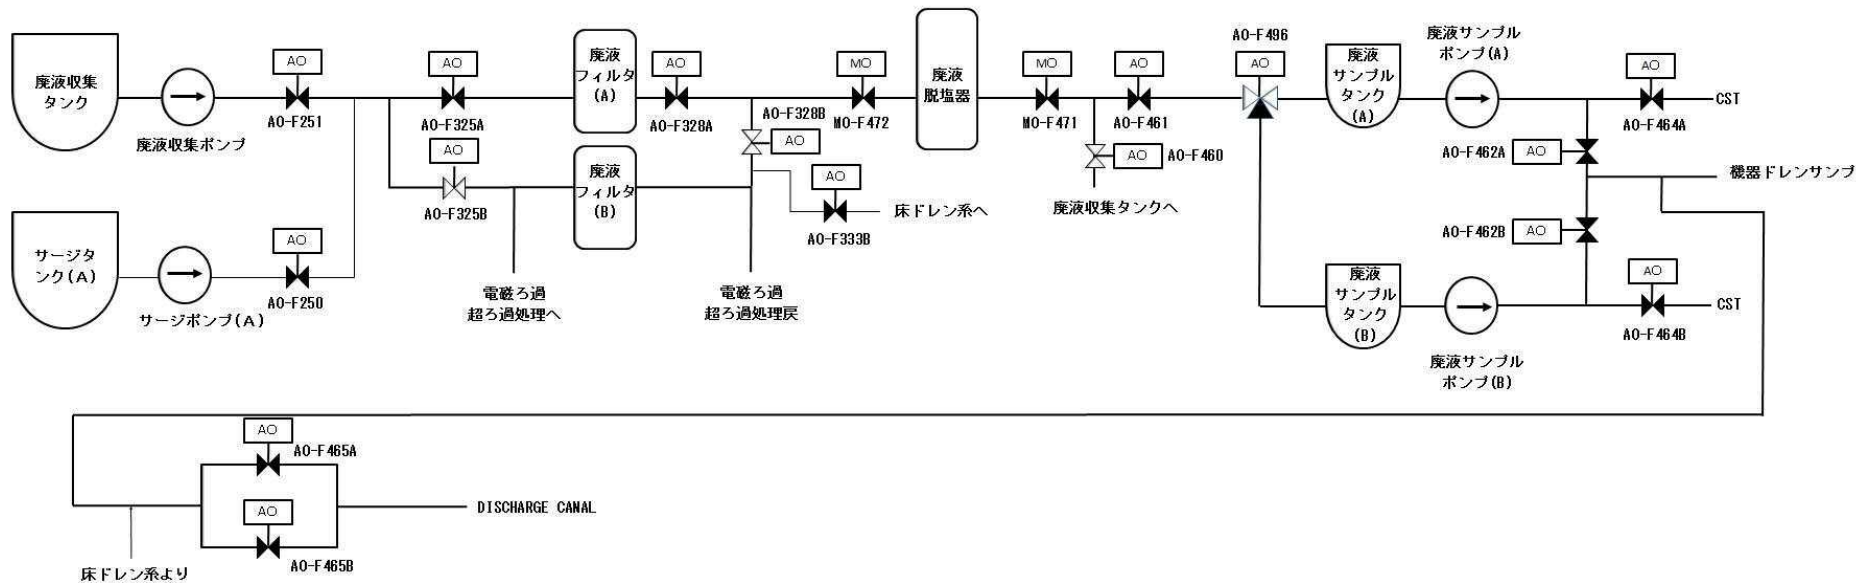 廃液収集
タンク
廃液収集ポンプ
AO
AO-F251
サージタ
ンク(A)
サージポンプ(A)
AO
AO-F250
AO
AO-F325A
AO
AO-F325B
廃液
フィルタ
(A)
廃液
フィルタ
(B)
電磁ろ過
超ろ過処理へ
AO
AO-F328A
AO-F328B
AO
電磁ろ過
超ろ過処理戻
AO
AO-F333B
床ドレン系へ
MO
MO-F472
廃液
脱塩器
MO
MO-F471
AO
AO-F461
AO
AO-F460
廃液収集タンクへ
AO-F496
AO
廃液
サンプル
タンク
(A)
廃液サンプル
ポンプ(A)
AO
AO-F464A
CST
AO-F462A
AO
機器ドレンサンプ
AO-F462B
AO
廃液
サンプル
タンク
(B)
廃液サンプル
ポンプ(B)
AO
AO-F464B
CST
AO
AO-F465A
AO
AO-F465B
DISCHARGE CANAL
床ドレン系より